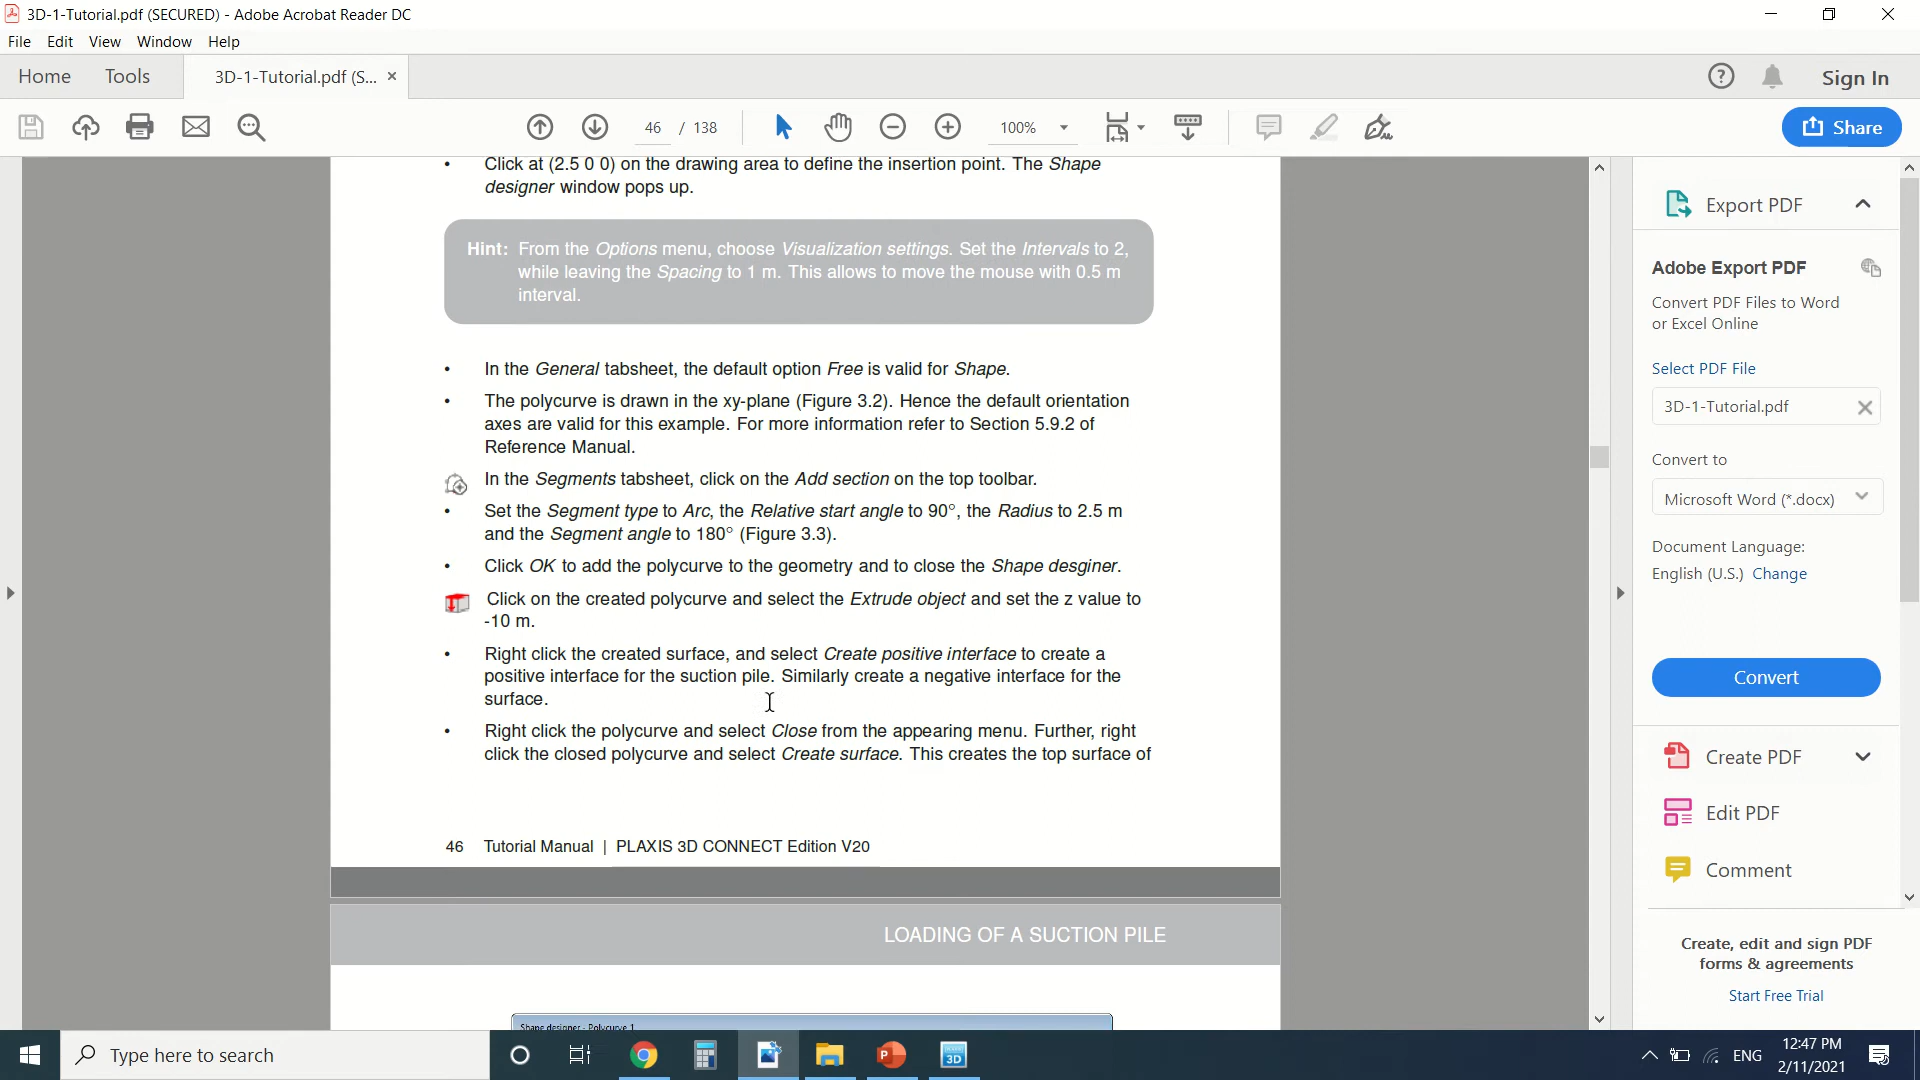 3D-1-Tutorial.pdf (SECURED) - Adobe Acrobat Reader DC
File Edit View Window Help
Home Tools 3D-1-Tutorial.pdf (S... Sign In
46 / 138 100% Share
Click at (2.5 0 0) on the drawing area to define the insertion point. The Shape
designer window pops up.
Hint: From the Options menu, choose Visualization settings. Set the Intervals to 2,
while leaving the Spacing to 1 m. This allows to move the mouse with 0.5 m
interval.
• In the General tabsheet, the default option Free is valid for Shape.
• The polycurve is drawn in the xy-plane (Figure 3.2). Hence the default orientation
axes are valid for this example. For more information refer to Section 5.9.2 of
Reference Manual.
In the Segments tabsheet, click on the Add section on the top toolbar.
• Set the Segment type to Arc, the Relative start angle to 90°, the Radius to 2.5 m
and the Segment angle to 180° (Figure 3.3).
• Click OK to add the polycurve to the geometry and to close the Shape desginer.
Click on the created polycurve and select the Extrude object and set the z value to
-10 m.
• Right click the created surface, and select Create positive interface to create a
positive interface for the suction pile. Similarly create a negative interface for the
surface.
• Right click the polycurve and select Close from the appearing menu. Further, right
click the closed polycurve and select Create surface. This creates the top surface of
46 Tutorial Manual | PLAXIS 3D CONNECT Edition V20
LOADING OF A SUCTION PILE
Shape designer - Polycurve 1
Export PDF
Adobe Export PDF
Convert PDF Files to Word
or Excel Online
Select PDF File
3D-1-Tutorial.pdf
Convert to
Microsoft Word (*.docx)
Document Language:
English (U.S.) Change
Convert
Create PDF
Edit PDF
Comment
Create, edit and sign PDF
forms & agreements
Start Free Trial
Type here to search
3D
ENG
12:47 PM
2/11/2021